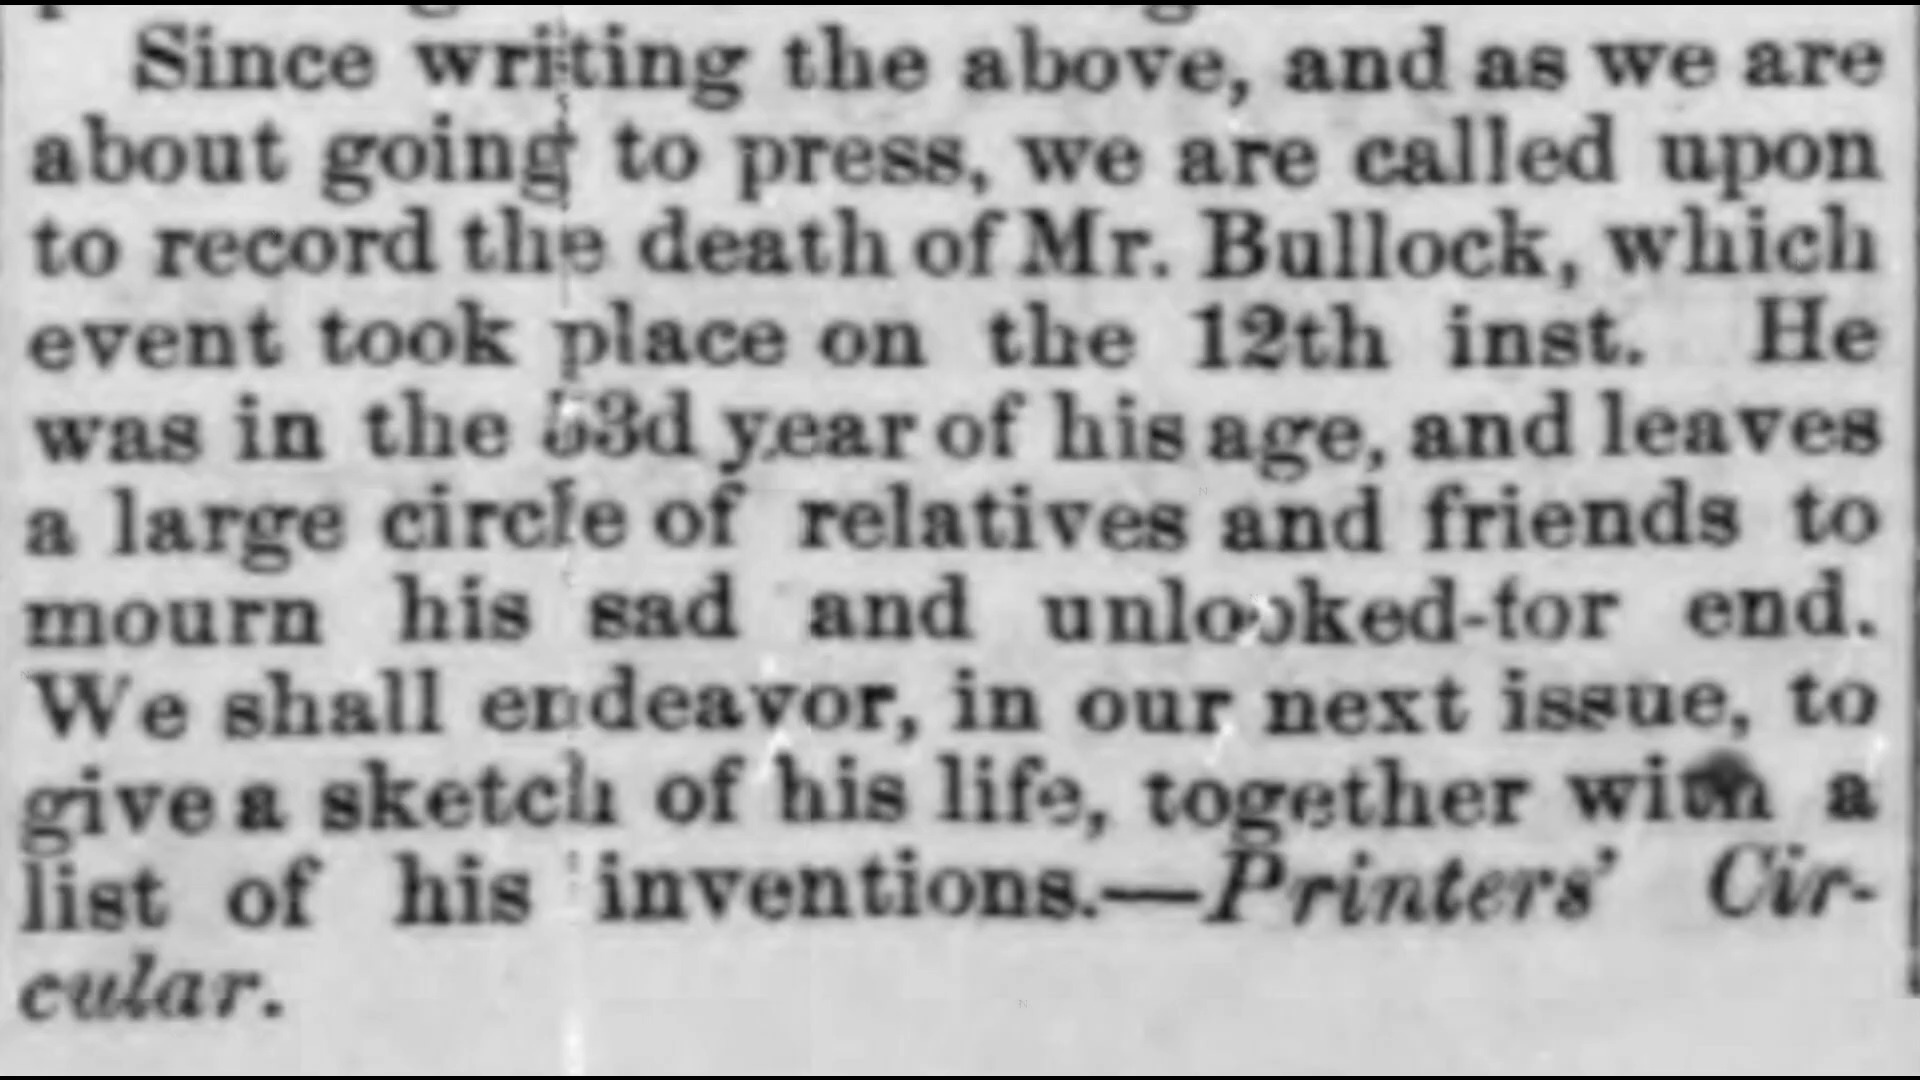 Since writing the above, and as we are
about going to press, we are called upon
to record the death of Mr. Bullock, which
event took place on the 12th inst. He
was in the 53d year of his age, and leaves
a large circle of relatives and friends to
mourn his sad and unlooked-for end.
We shall endeavor, in our next issue, to
give a sketch of his life, together with a
list of his inventions.—Printers' Cir-
cular.